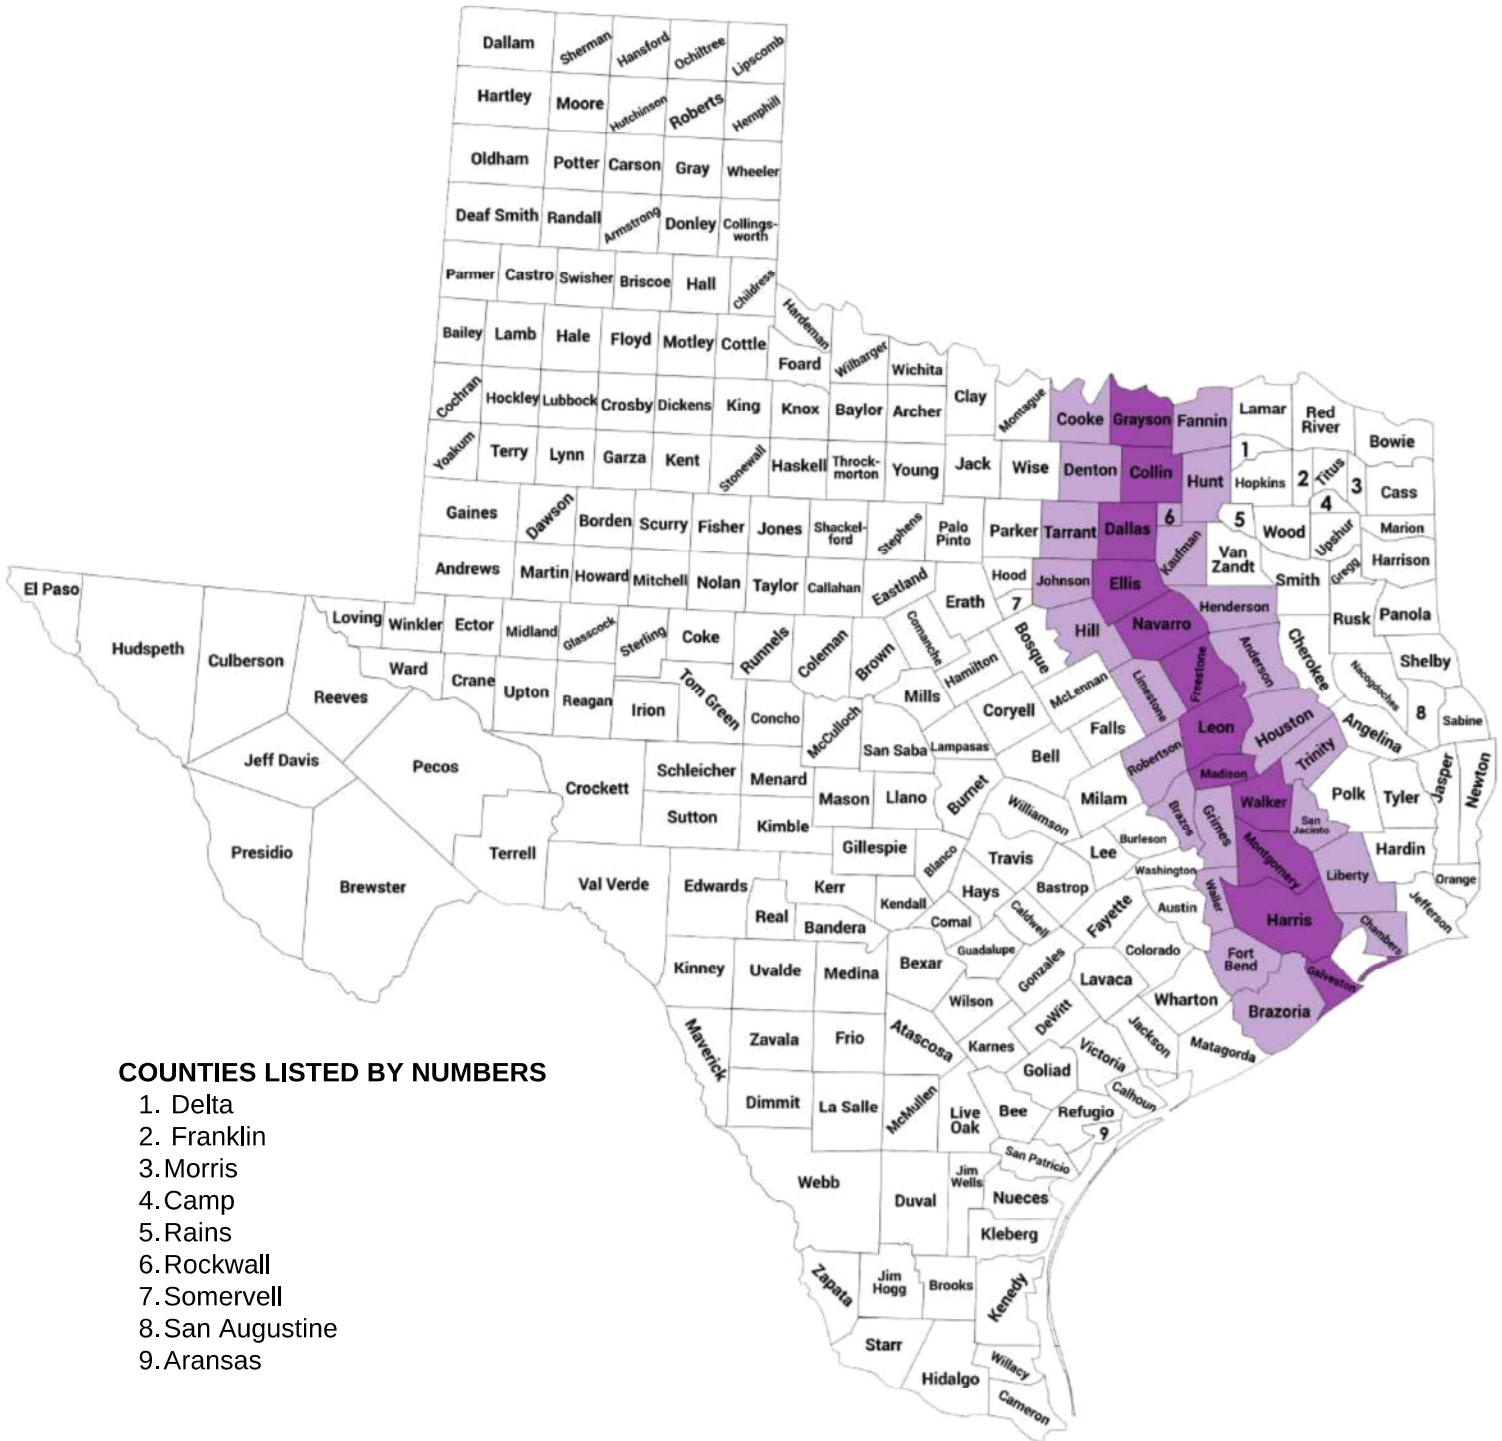 Dallam
Sherman
Hansford
Ochiltree
Lipscomb
Hartley
Moore
Hutchinson
Roberts
Hemphill
Oldham
Potter
Carson
Gray
Wheeler
Deaf Smith
Randall
Armstrong
Donley
Collings-
worth
Parmer
Castro
Swisher
Briscoe
Hall
Childress
Bailey
Lamb
Hale
Floyd
Motley
Cottle
Hardeman
Foard
Wilbarger
Wichita
Cochran
Hockley
Lubbock
Crosby
Dickens
King
Knox
Baylor
Archer
Clay
Montague
Cooke
Grayson
Fannin
Lamar
Red
River
Bowie
Yoakum
Terry
Lynn
Garza
Kent
Stonewall
Haskell
Throck-
morton
Young
Jack
Wise
Denton
Collin
Hunt
1
Hopkins
2
Titus
3
4
Cass
Gaines
Dawson
Borden
Scurry
Fisher
Jones
Shackel-
ford
Stephens
Palo
Pinto
Parker
Tarrant
Dallas
6
Kaufman
5
Wood
Upshur
Marion
Van
Zandt
Gregg
Harrison
Andrews
Martin
Howard
Mitchell
Nolan
Taylor
Callahan
Eastland
Erath
Hood
7
Johnson
Ellis
Henderson
Smith
Rusk
Panola
El Paso
Hudspeth
Culberson
Loving
Winkler
Ector
Midland
Glasscock
Sterling
Coke
Runnels
Coleman
Brown
Comanche
Hamilton
Bosque
Hill
Navarro
Freestone
Anderson
Cherokee
Nacogdoches
Shelby
Reeves
Ward
Crane
Upton
Reagan
Irion
Tom Green
Concho
McCulloch
Mills
San Saba
Lampasas
Coryell
McLennan
Limestone
Falls
Bell
Leon
Houston
Angelina
8
Sabine
Jeff Davis
Pecos
Crockett
Schleicher
Menard
Mason
Llano
Burnet
Williamson
Milam
Robertson
Madison
Trinity
Polk
Tyler
Jasper
Newton
Sutton
Kimble
Gillespie
Blanco
Travis
Lee
Burleson
Brazos
Grimes
Walker
San
Jacinto
Montgomery
Hardin
Presidio
Brewster
Terrell
Val Verde
Edwards
Kerr
Real
Bandera
Kendall
Hays
Comal
Caldwell
Bastrop
Fayette
Washington
Austin
Waller
Harris
Liberty
Chambers
Jefferson
Orange
Kinney
Uvalde
Medina
Bexar
Guadalupe
Gonzales
Colorado
Fort
Bend
Galveston
Wilson
Lavaca
Wharton
Brazoria
Maverick
Zavala
Frio
Atascosa
Karnes
DeWitt
Jackson
Matagorda
Victoria
Goliad
Calhoun
Dimmit
La Salle
McMullen
Live
Oak
Bee
Refugio
9
San Patricio
Webb
Duval
Jim
Wells
Nueces
Kleberg
Zapata
Jim
Hogg
Brooks
Kenedy
Starr
Hidalgo
Willacy
Cameron
COUNTIES LISTED BY NUMBERS
1. Delta
2. Franklin
3.Morris
4.Camp
5.Rains
6.Rockwall
7.Somervell
8.San Augustine
9.Aransas